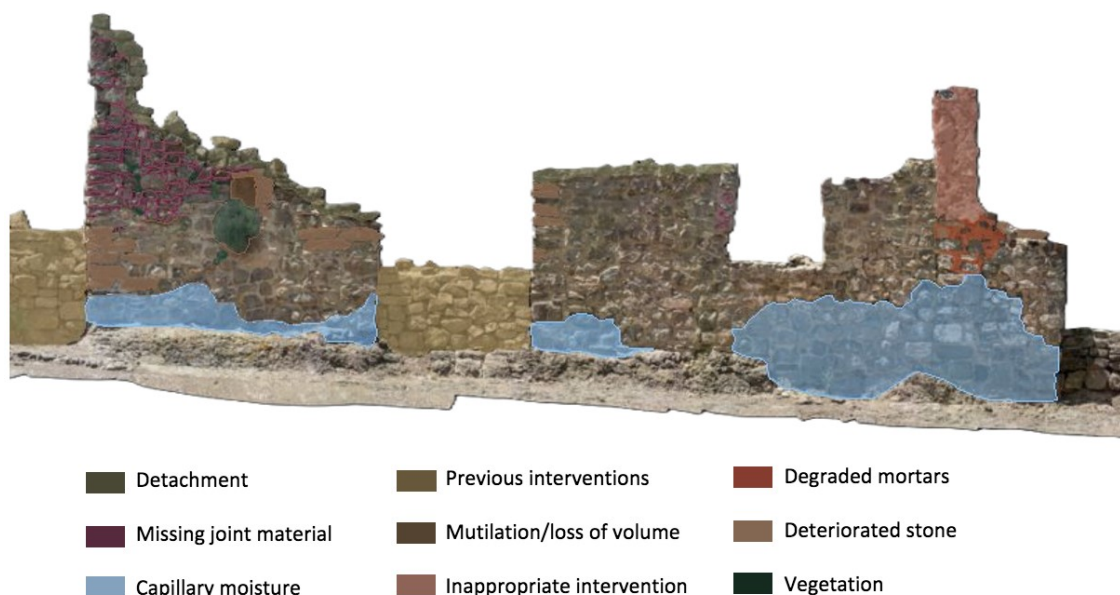 Detachment
Previous interventions
Degraded mortars
Missing joint material
Mutilation/loss of volume
Deteriorated stone
Capillary moisture
Inappropriate intervention
Vegetation